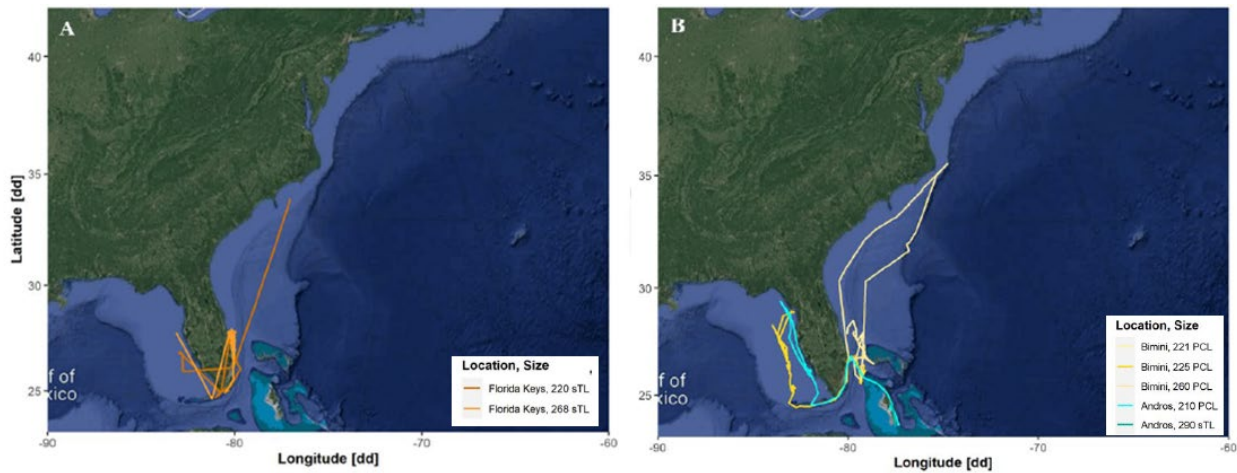 A
40
35
30
25
Latitude [dd]
f of
xico
Location, Size
Florida Keys, 220 sTL
Florida Keys, 268 sTL
-90
-80
-70
-60
Longitude [dd]
B
40
35
30
25
f of
xico
Location, Size
Bimini, 221 PCL
Bimini, 225 PCL
Bimini, 260 PCL
Andros, 210 PCL
Andros, 290 sTL
-90
-80
-70
-60
Longitude [dd]